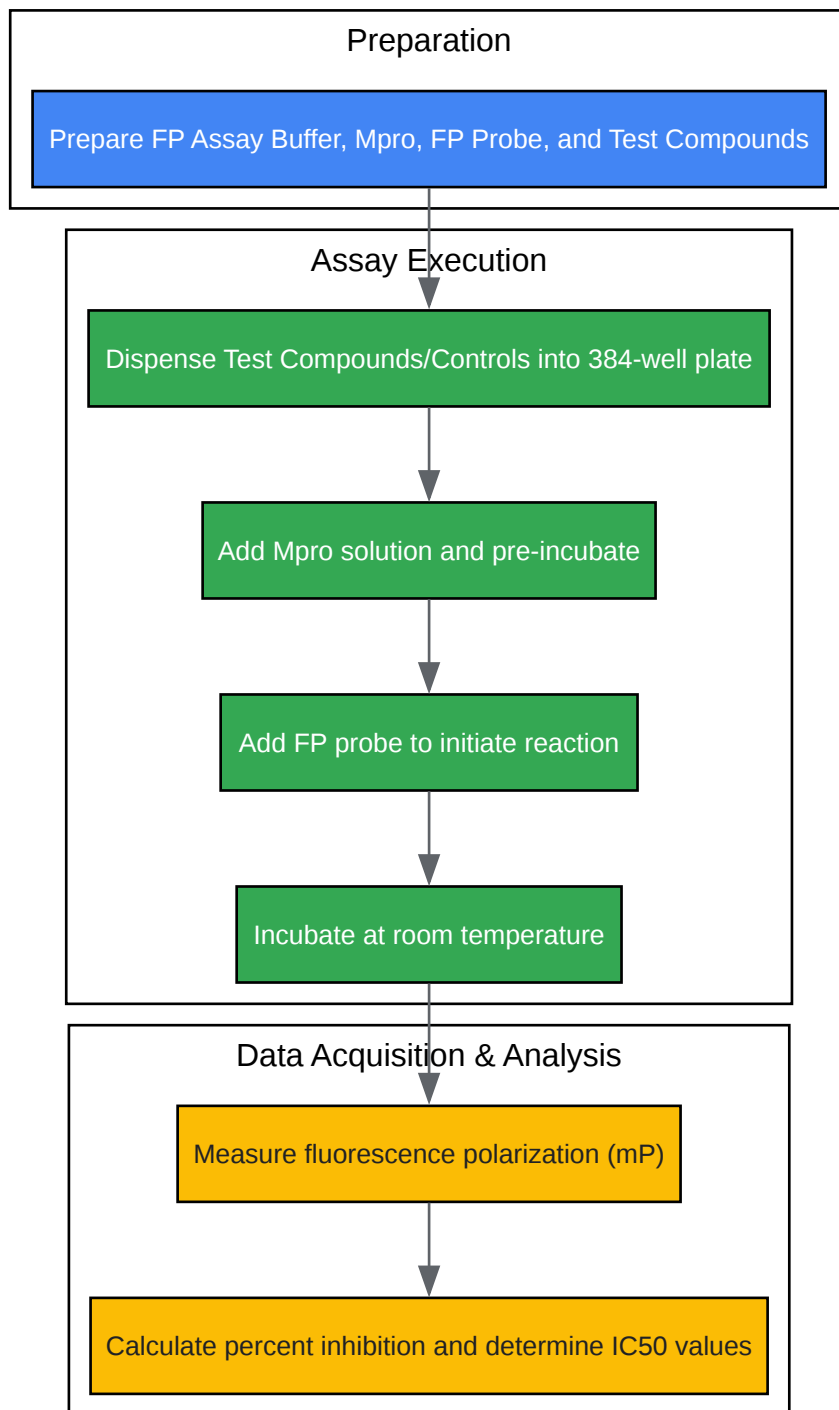 Preparation
Prepare FP Assay Buffer, Mpro, FP Probe, and Test Compounds
Assay Execution
Dispense Test Compounds/Controls into 384-well plate
Add Mpro solution and pre-incubate
Add FP probe to initiate reaction
Incubate at room temperature
Data Acquisition & Analysis
Measure fluorescence polarization (mP)
Calculate percent inhibition and determine IC50 values